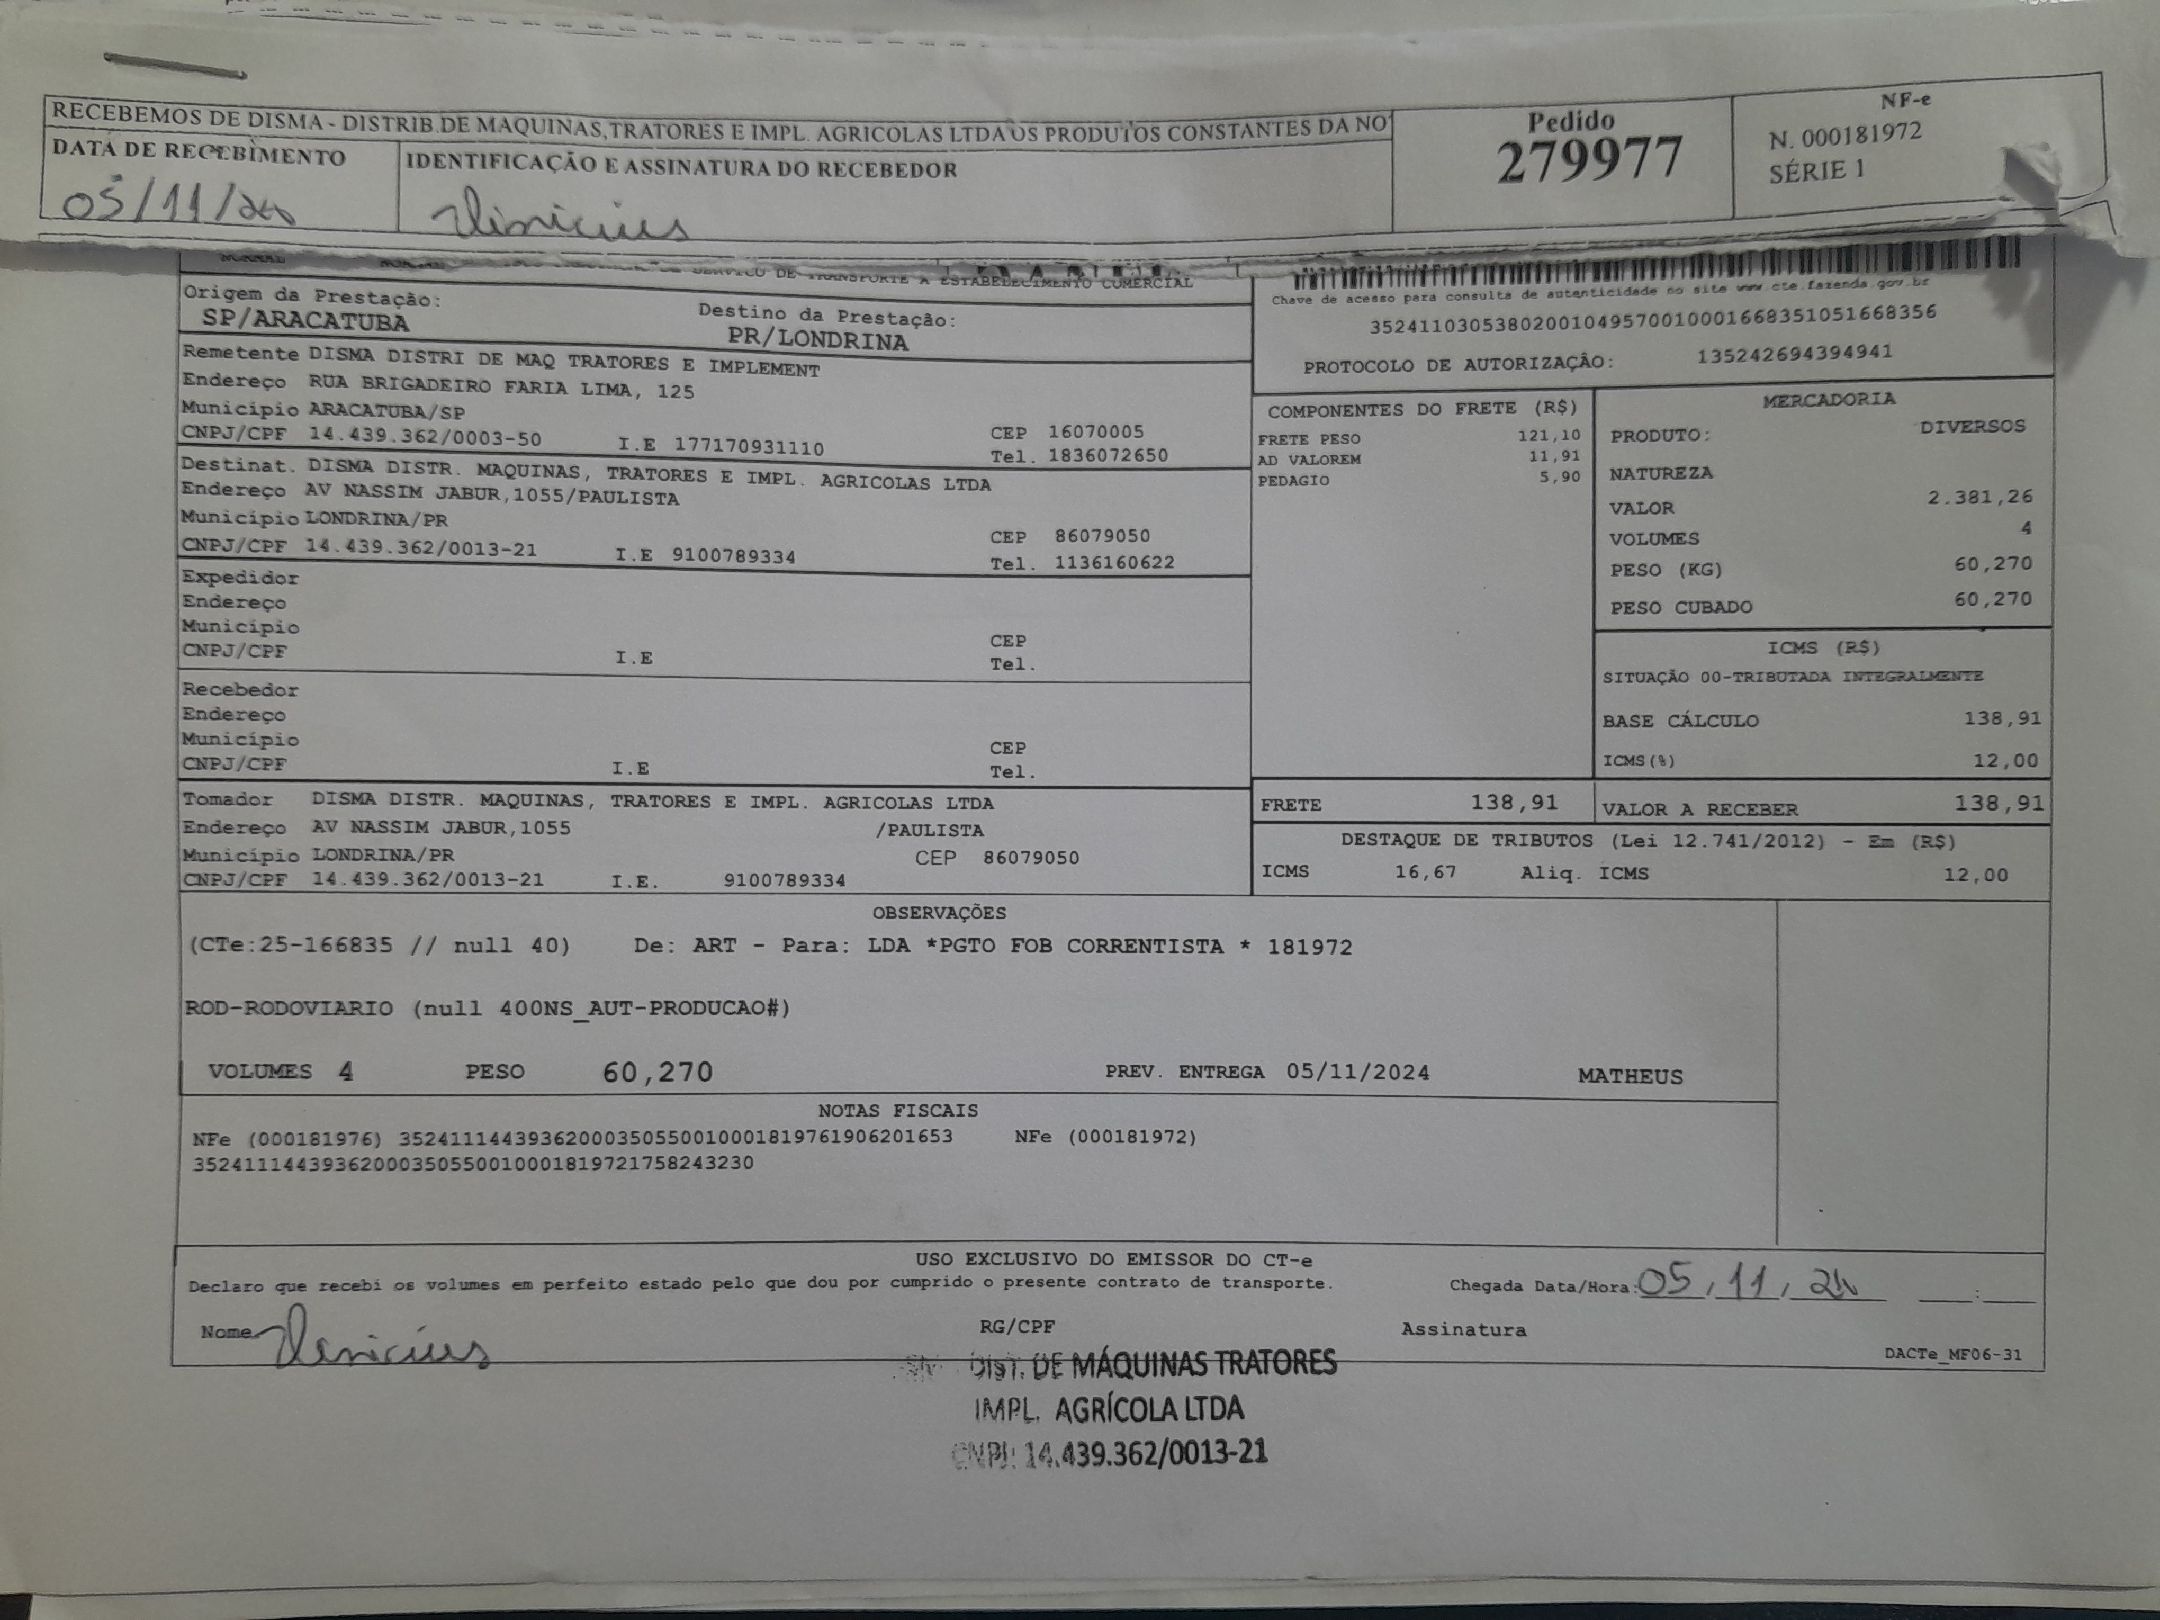 RECEBEMOS DE DISMA - DISTRIB.DE MAQUINAS,TRATORES E IMPL. AGRICOLAS LTDA OS PRODUTOS CONSTANTES DA NO
DATA DE RECEBIMENTO
05/11/24
IDENTIFICAÇÃO E ASSINATURA DO RECEBEDOR
Vinicius
Pedido
279977
NF-e
N. 000181972
SÉRIE 1
DE SERVICO DE TRANSPORTE A ESTABELECIMENTO COMERCIAL
Origem da Prestação:
SP/ARACATUBA
Destino da Prestação:
PR/LONDRINA
Chave de acesso para consulta de autenticidade no site www.cte.fazenda.gov.br
35241103053802001049570010001668351051668356
PROTOCOLO DE AUTORIZAÇÃO: 135242694394941
Remetente DISMA DISTRI DE MAQ TRATORES E IMPLEMENT
Endereço RUA BRIGADEIRO FARIA LIMA, 125
Município ARACATUBA/SP
CEP 16070005
CNPJ/CPF 14.439.362/0003-50 I.E 177170931110 Tel. 1836072650
Destinat. DISMA DISTR. MAQUINAS, TRATORES E IMPL. AGRICOLAS LTDA
Endereço AV NASSIM JABUR,1055/PAULISTA
Município LONDRINA/PR
CEP 86079050
CNPJ/CPF 14.439.362/0013-21 I.E 9100789334 Tel. 1136160622
Expedidor
Endereço
Município
CEP
CNPJ/CPF I.E Tel.
Recebedor
Endereço
Município
CEP
CNPJ/CPF I.E Tel.
Tomador DISMA DISTR. MAQUINAS, TRATORES E IMPL. AGRICOLAS LTDA
Endereço AV NASSIM JABUR,1055 /PAULISTA
Município LONDRINA/PR CEP 86079050
CNPJ/CPF 14.439.362/0013-21 I.E. 9100789334
COMPONENTES DO FRETE (R$)
FRETE PESO 121,10
AD VALOREM 11,91
PEDAGIO 5,90
MERCADORIA
PRODUTO: DIVERSOS
NATUREZA
VALOR 2.381,26
VOLUMES 4
PESO (KG) 60,270
PESO CUBADO 60,270
ICMS (R$)
SITUAÇÃO 00-TRIBUTADA INTEGRALMENTE
BASE CÁLCULO 138,91
ICMS(%) 12,00
FRETE 138,91
VALOR A RECEBER 138,91
DESTAQUE DE TRIBUTOS (Lei 12.741/2012) - Em (R$)
ICMS 16,67 Aliq. ICMS 12,00
OBSERVAÇÕES
(CTe:25-166835 // null 40) De: ART - Para: LDA *PGTO FOB CORRENTISTA * 181972
ROD-RODOVIARIO (null 400NS_AUT-PRODUCAO#)
VOLUMES 4 PESO 60,270 PREV. ENTREGA 05/11/2024 MATHEUS
NOTAS FISCAIS
NFe (000181976) 35241114439362000350550010001819761906201653 NFe (000181972)
35241114439362000350550010001819721758243230
USO EXCLUSIVO DO EMISSOR DO CT-e
Declaro que recebi os volumes em perfeito estado pelo que dou por cumprido o presente contrato de transporte.
Chegada Data/Hora: 05, 11, 24 ___:___
Nome Vinicius
RG/CPF
Assinatura
DACTe_MF06-31
DIST. DE MÁQUINAS TRATORES
IMPL. AGRÍCOLA LTDA
CNPJ: 14.439.362/0013-21